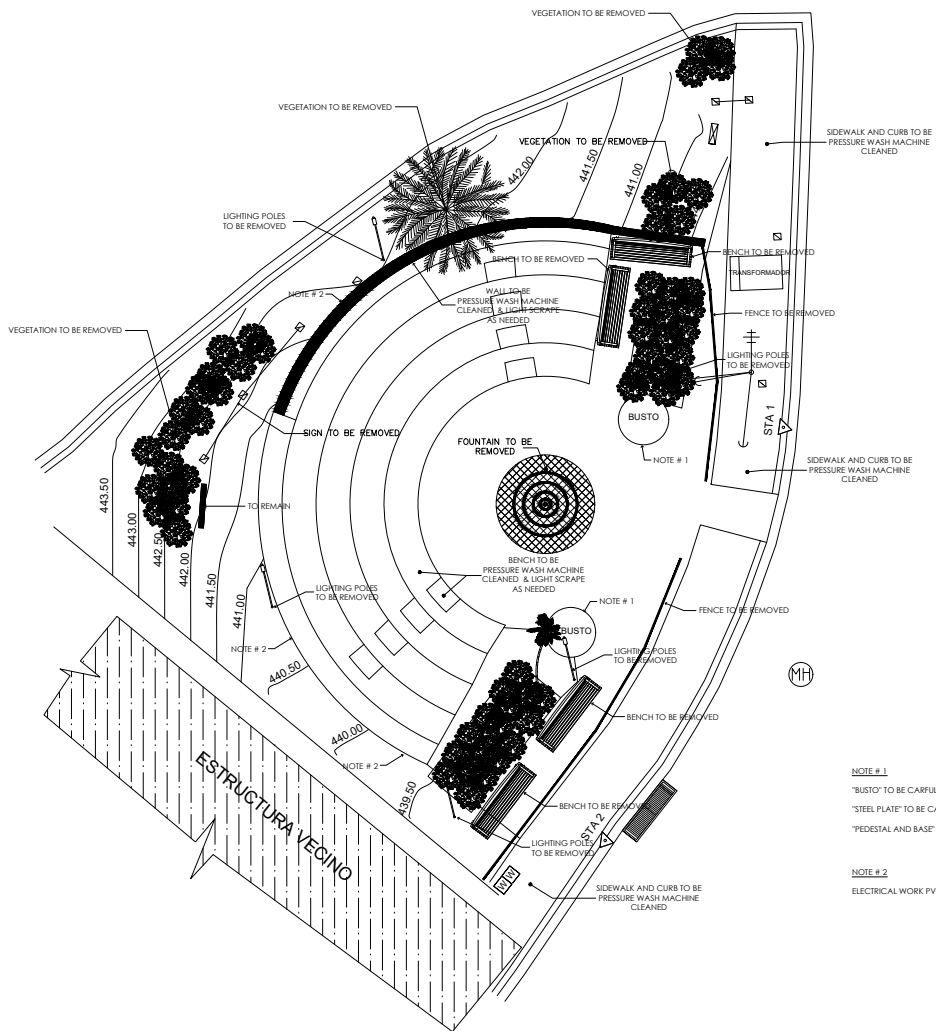 VEGETATION TO BE REMOVED
VEGETATION TO BE REMOVED
SIDEWALK AND CURB TO BE
PRESSURE WASH MACHINE
CLEANED
VEGETATION TO BE REMOVED
442.00
441.50
441.00
LIGHTING POLES
TO BE REMOVED
BENCH TO BE REMOVED
BENCH TO BE REMOVED
TRANSFORMADOR
NOTE # 2
WALL TO BE
PRESSURE WASH MACHINE
CLEANED & LIGHT SCRAPE
AS NEEDED
FENCE TO BE REMOVED
VEGETATION TO BE REMOVED
LIGHTING POLES
TO BE REMOVED
BUSTO
STA 1
SIGN TO BE REMOVED
FOUNTAIN TO BE
REMOVED
NOTE # 1
SIDEWALK AND CURB TO BE
PRESSURE WASH MACHINE
CLEANED
443.50
443.00
442.50
442.00
441.50
441.00
TO REMAIN
BENCH TO BE
PRESSURE WASH MACHINE
CLEANED & LIGHT SCRAPE
AS NEEDED
LIGHTING POLES
TO BE REMOVED
NOTE # 1
FENCE TO BE REMOVED
BUSTO
NOTE # 2
LIGHTING POLES
TO BE REMOVED
440.50
MH
BENCH TO BE REMOVED
440.00
NOTE # 2
ESTRUCTURA VECINO
439.50
BENCH TO BE REMOVED
STA 2
LIGHTING POLES
TO BE REMOVED
W W
SIDEWALK AND CURB TO BE
PRESSURE WASH MACHINE
CLEANED
NOTE # 1
"BUSTO" TO BE CARFUL
"STEEL PLATE" TO BE CA
"PEDESTAL AND BASE"
NOTE # 2
ELECTRICAL WORK PV